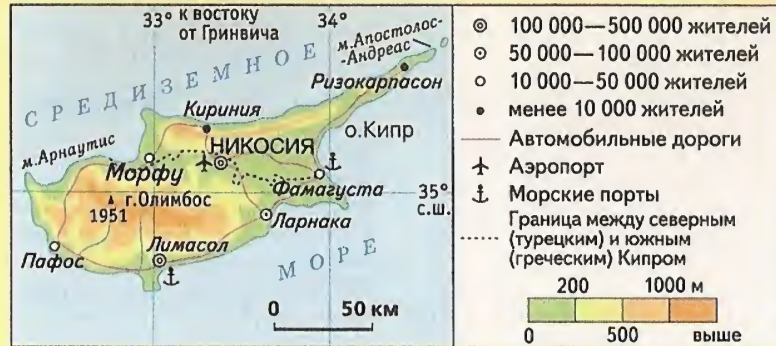 33° к востоку
от Гринвича
34°
м.Апостолос-
-Андреас
СРЕДИЗЕМНОЕ
Ризокарпасон
Кириния
о.Кипр
м.Арнаутис
НИКОСИЯ
Морфу
Фамагуста
г.Олимбос
1951
35°
с.ш.
Ларнака
Лимасол
Пафос
МОРЕ
0 50 км
100 000—500 000 жителей
50 000—100 000 жителей
10 000—50 000 жителей
менее 10 000 жителей
Автомобильные дороги
Аэропорт
Морские порты
Граница между северным
(турецким) и южным
(греческим) Кипром
200 1000 м
0 500 выше